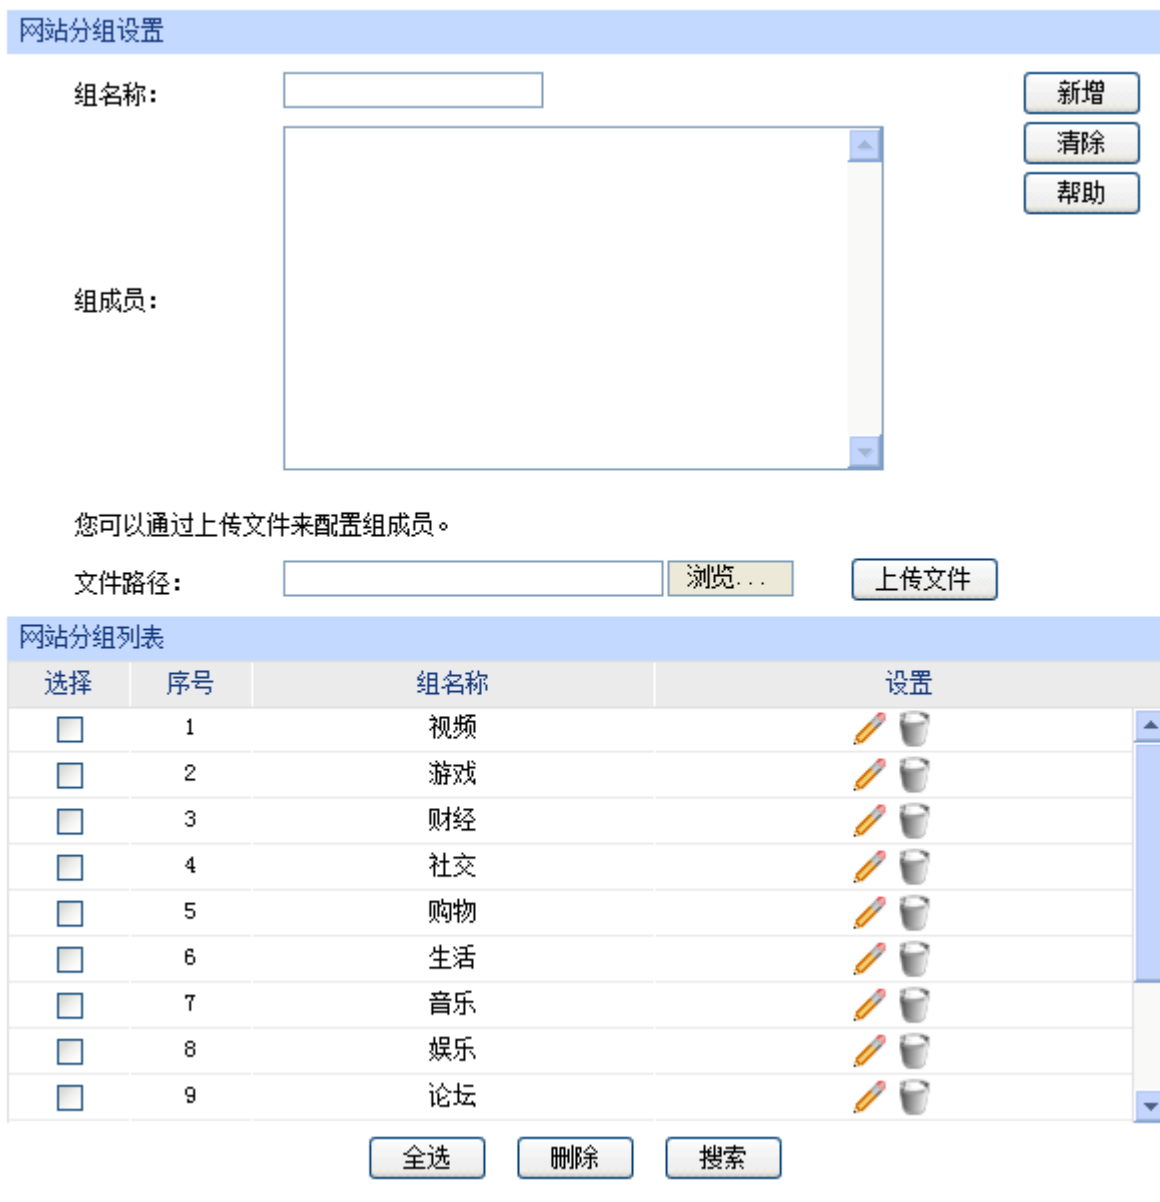 网站分组设置
组名称：
新增
清除
帮助
组成员：
您可以通过上传文件来配置组成员。
文件路径： 浏览... 上传文件
网站分组列表
选择 序号 组名称 设置
1 视频
2 游戏
3 财经
4 社交
5 购物
6 生活
7 音乐
8 娱乐
9 论坛
全选 删除 搜索